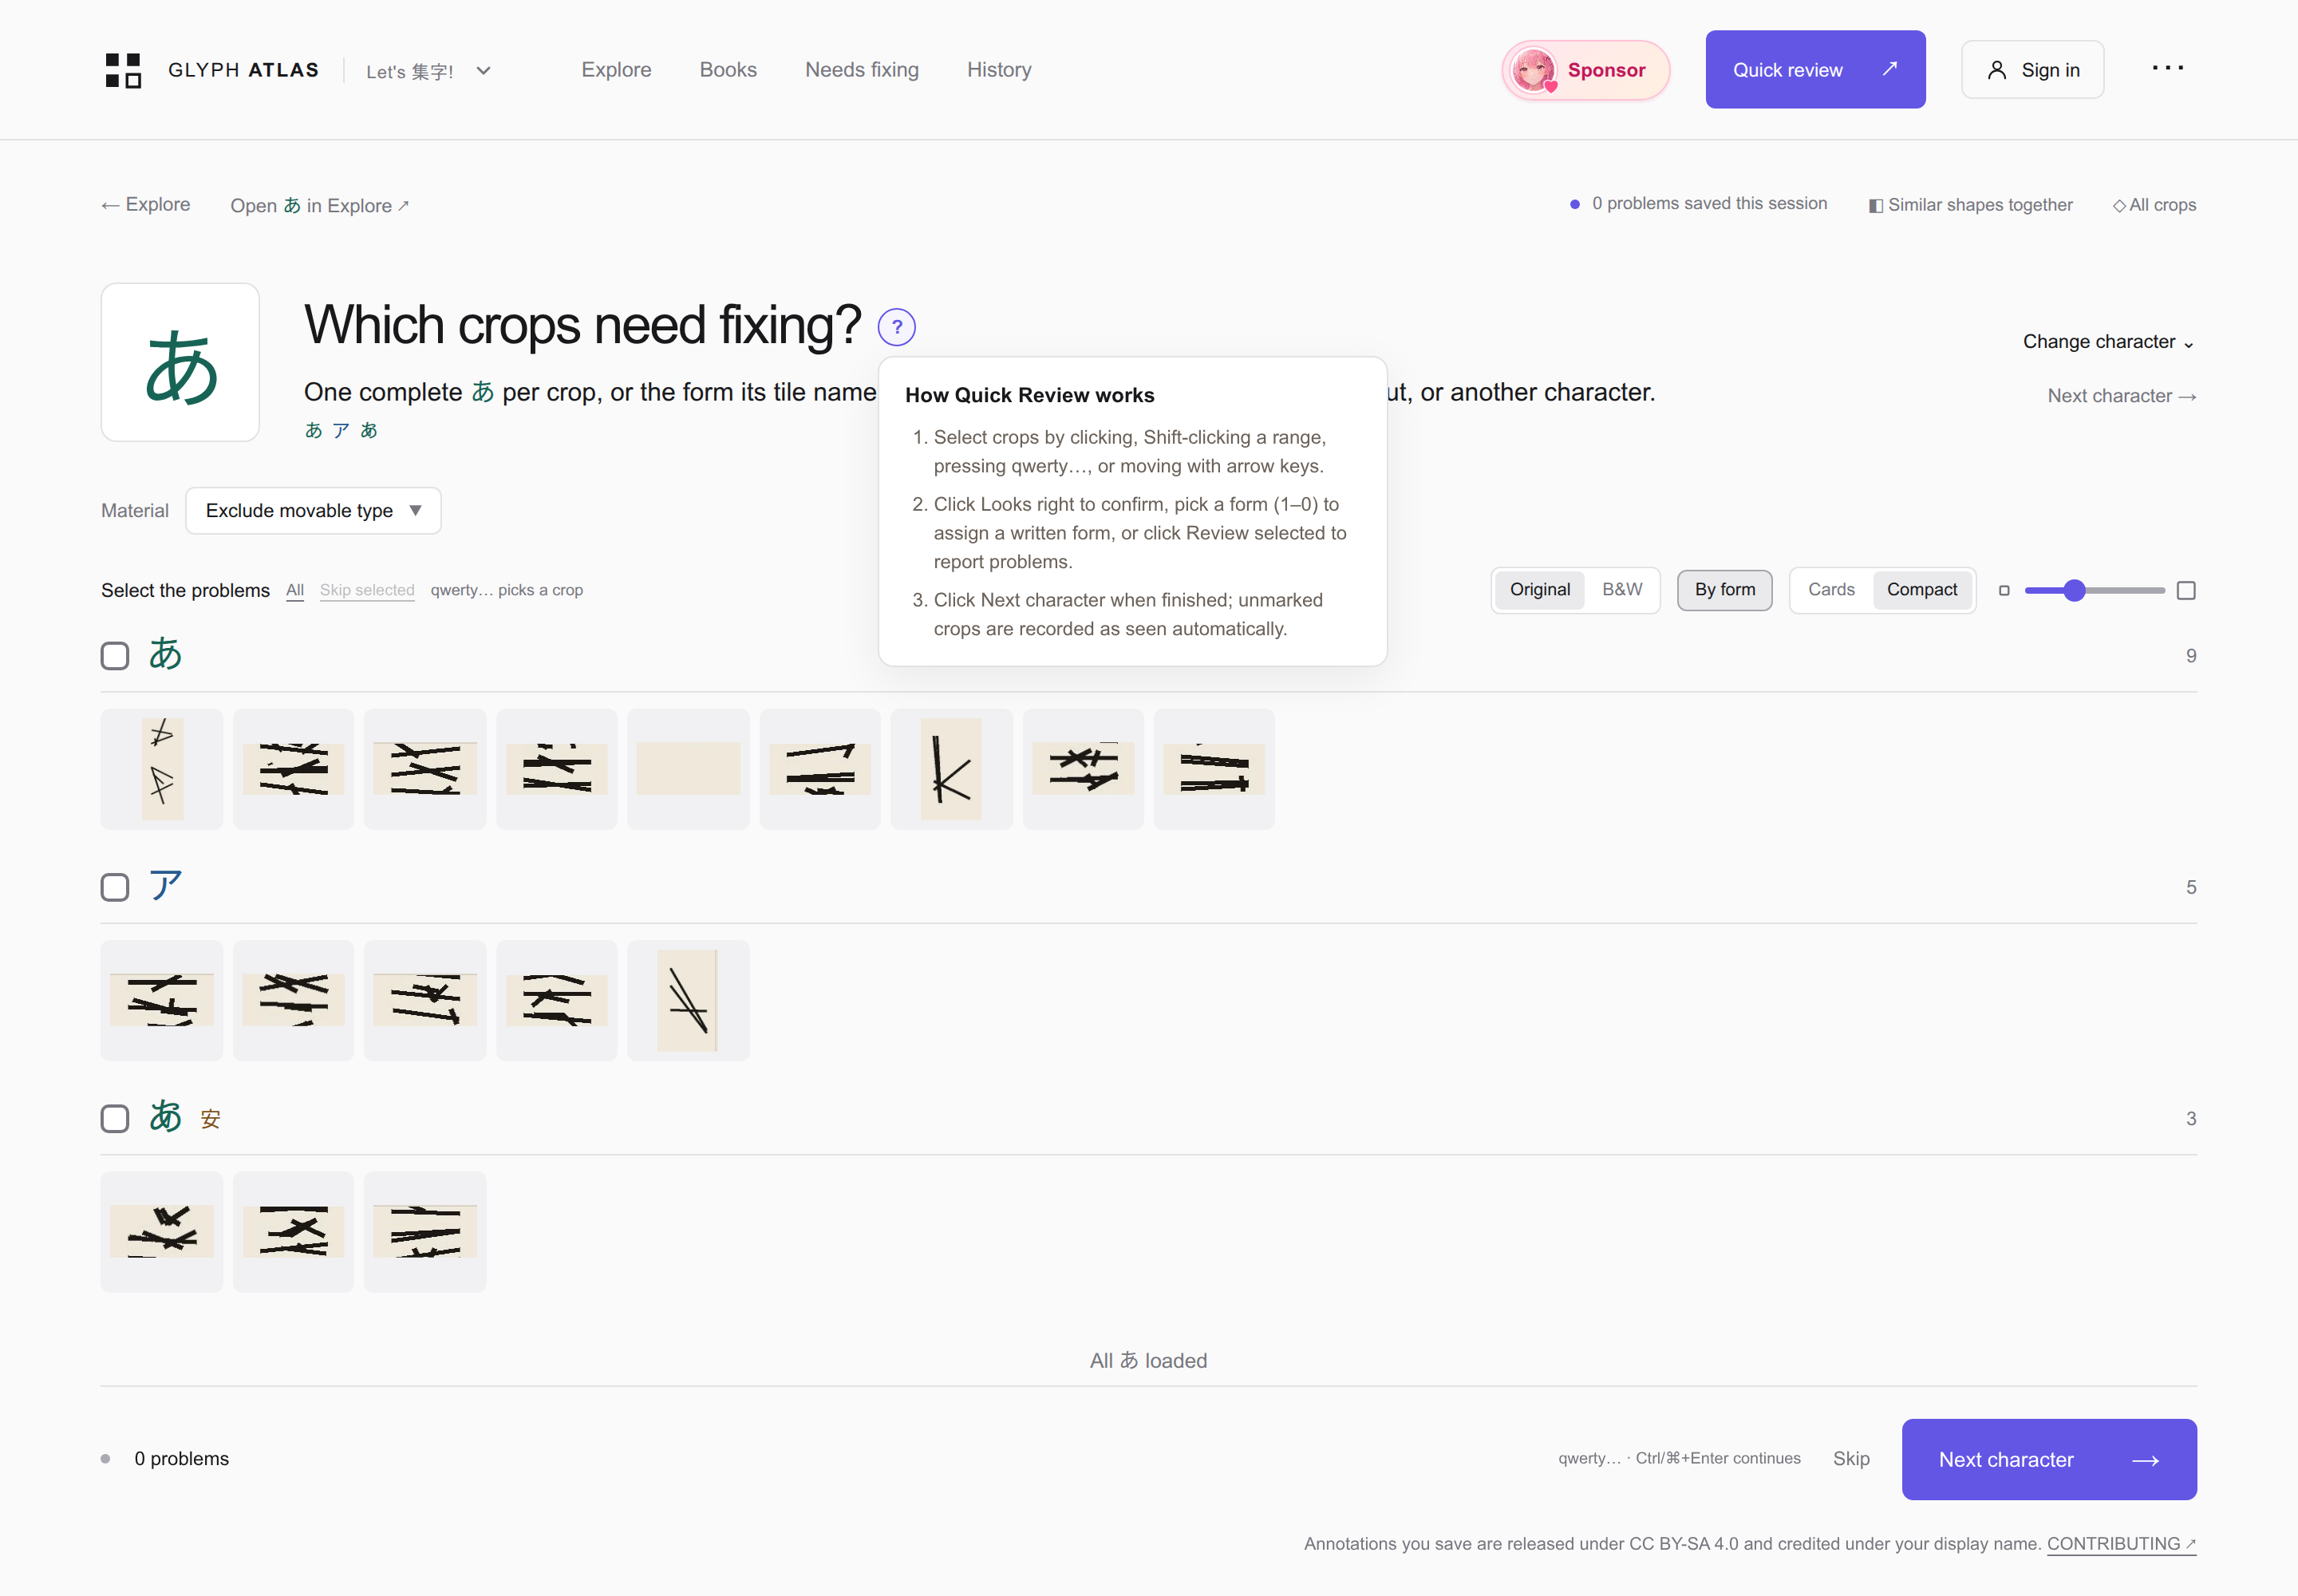 GLYPH ATLAS
Let's 集字!
Explore
Books
Needs fixing
History
Sponsor
Quick review ↗
Sign in
···
← Explore
Open あ in Explore ↗
0 problems saved this session
Similar shapes together
◇ All crops
あ
Which crops need fixing? ?
One complete あ per crop, or the form its tile name
ut, or another character.
あ ア あ
Change character ⌄
Next character →
How Quick Review works
1. Select crops by clicking, Shift-clicking a range,
pressing qwerty…, or moving with arrow keys.
2. Click Looks right to confirm, pick a form (1–0) to
assign a written form, or click Review selected to
report problems.
3. Click Next character when finished; unmarked
crops are recorded as seen automatically.
Material
Exclude movable type ▼
Select the problems
All
Skip selected
qwerty… picks a crop
Original
B&W
By form
Cards
Compact
あ
9
ア
5
あ 安
3
All あ loaded
0 problems
qwerty… · Ctrl/⌘+Enter continues
Skip
Next character →
Annotations you save are released under CC BY-SA 4.0 and credited under your display name. CONTRIBUTING ↗